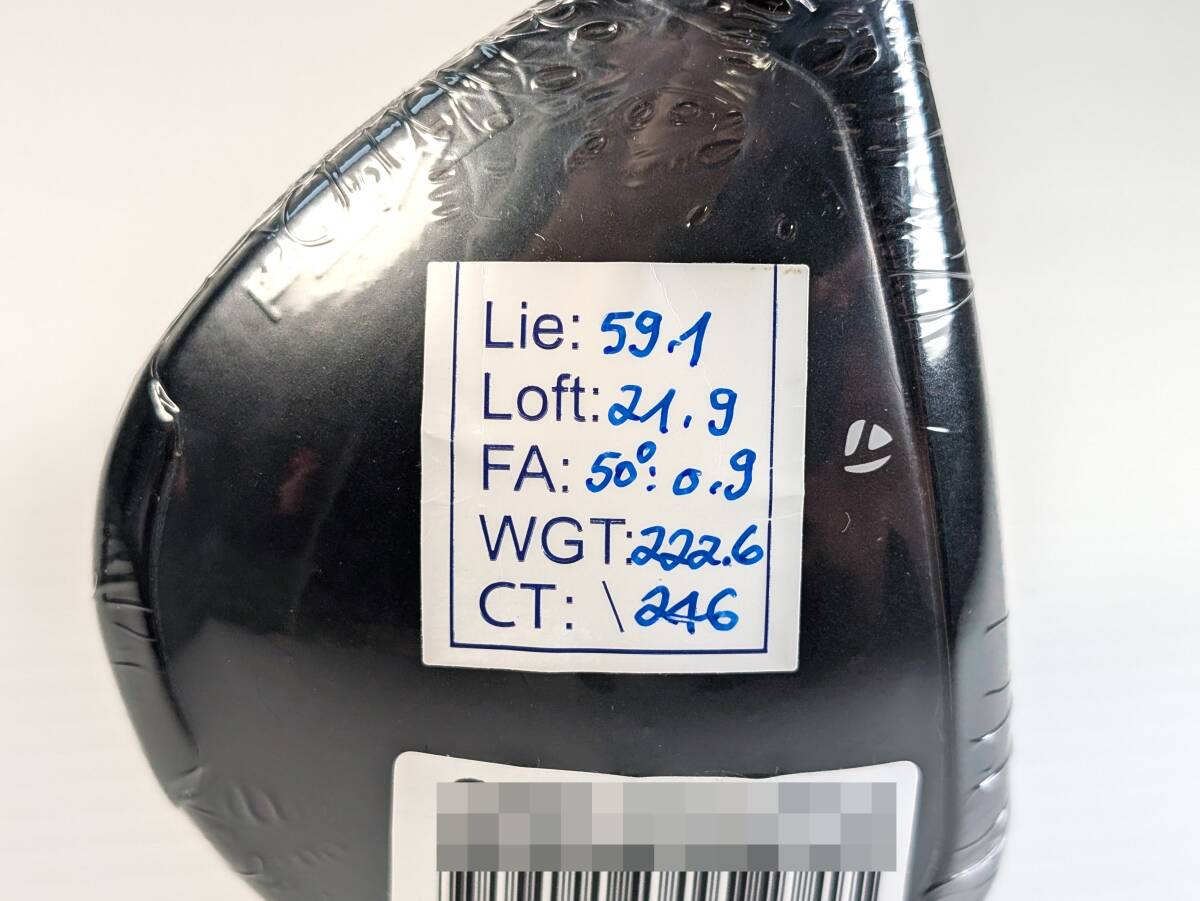 Lie: 59.1
Loft: 21.9
FA: 50°: 0.9
WGT: 222.6
CT: \ 246